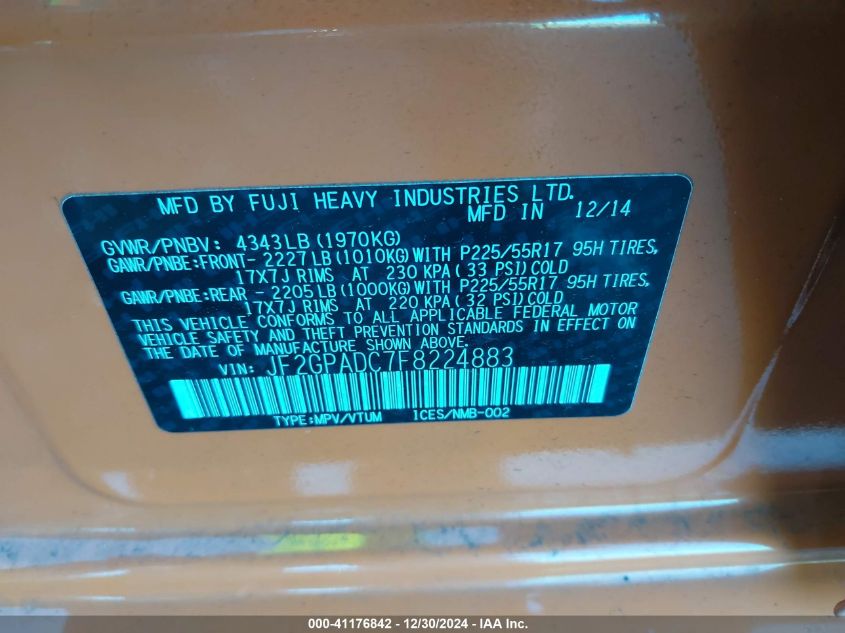 MFD BY FUJI HEAVY INDUSTRIES LTD.
MFD IN 12/14
GVWR/PNBV: 4343LB(1970KG)
GAWR/PNBE:FRONT- 2227LB(1010KG)WITH P225/55R17 95H TIRES,
17X7J RIMS AT 230 KPA(33 PSI)COLD
GAWR/PNBE:REAR - 2205LB(1000KG)WITH P225/55R17 95H TIRES,
17X7J RIMS AT 220 KPA(32 PSI)COLD
THIS VEHICLE CONFORMS TO ALL APPLICABLE FEDERAL MOTOR
VEHICLE SAFETY AND THEFT PREVENTION STANDARDS IN EFFECT ON
THE DATE OF MANUFACTURE SHOWN ABOVE.
VIN: JF2GPADC7F8224883
TYPE:MPV/VTUM ICES/NMB-002
000-41176842 - 12/30/2024 - IAA Inc.